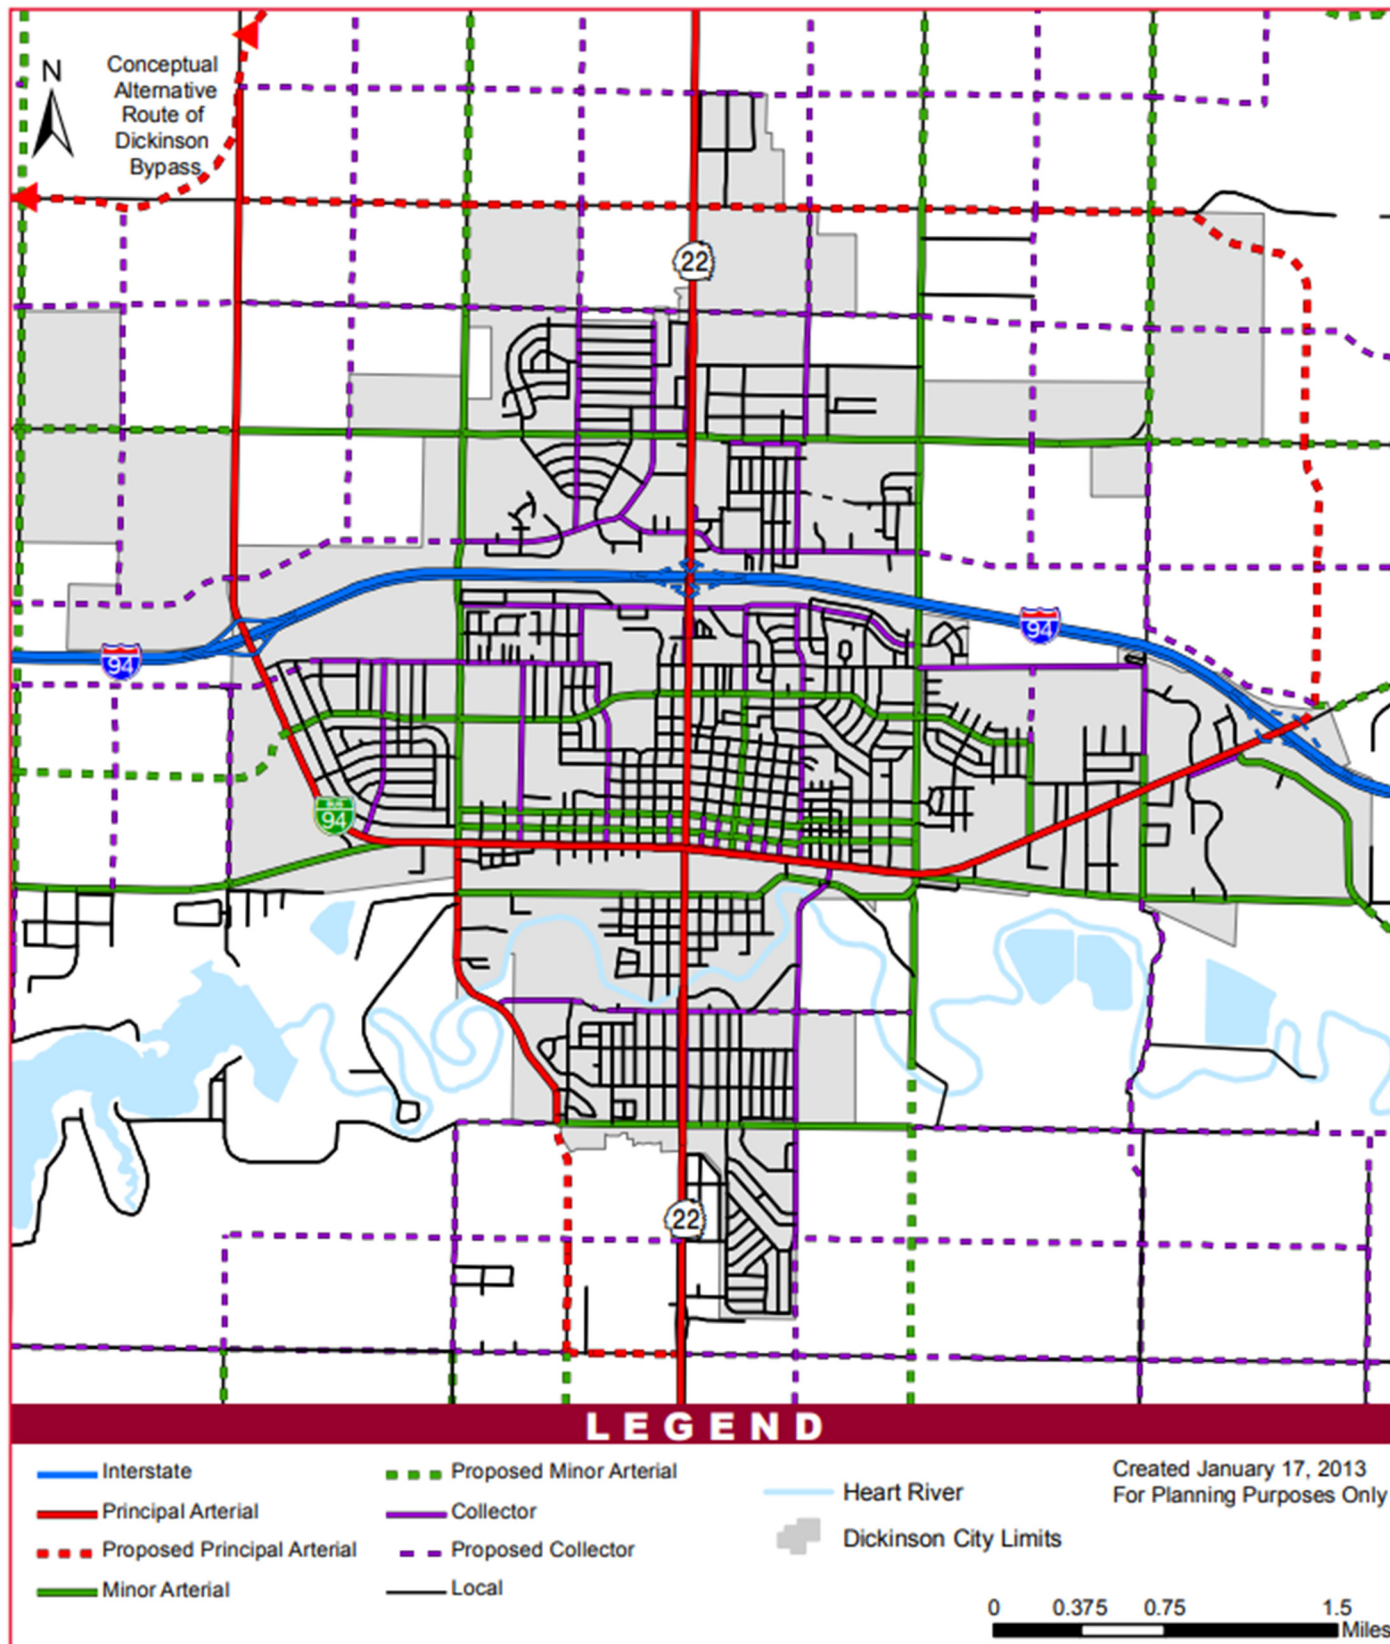 N
Conceptual
Alternative
Route of
Dickinson
Bypass
22
94
94
94
22
LEGEND
Interstate
Principal Arterial
Proposed Principal Arterial
Minor Arterial
Proposed Minor Arterial
Collector
Proposed Collector
Local
Heart River
Dickinson City Limits
Created January 17, 2013
For Planning Purposes Only
0 0.375 0.75 1.5
Miles